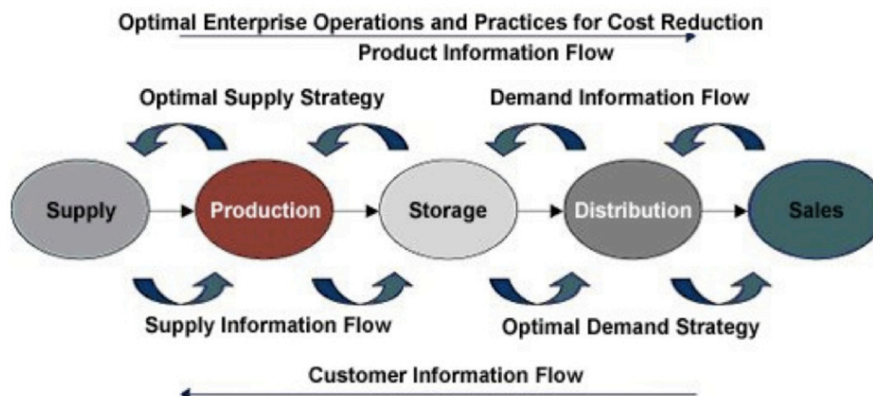 Optimal Enterprise Operations and Practices for Cost Reduction
Product Information Flow
Optimal Supply Strategy
Demand Information Flow
Supply
Production
Storage
Distribution
Sales
Supply Information Flow
Optimal Demand Strategy
Customer Information Flow